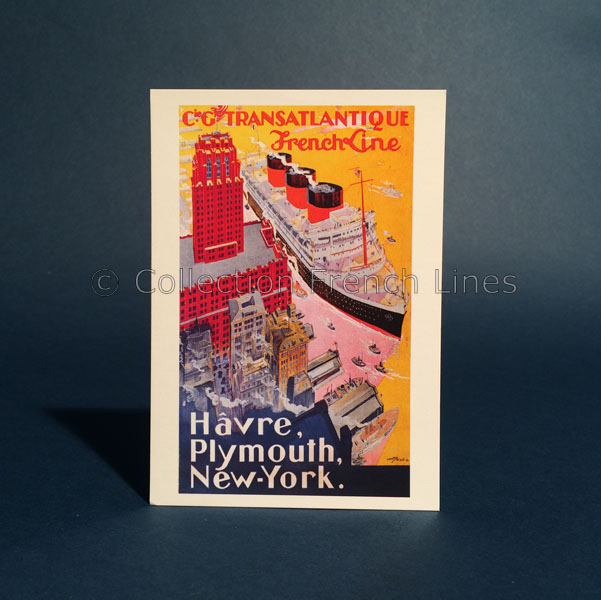 Cie Gle TRANSATLANTIQUE
French Line
© Collection French Lines
Hâvre,
Plymouth,
New-York.